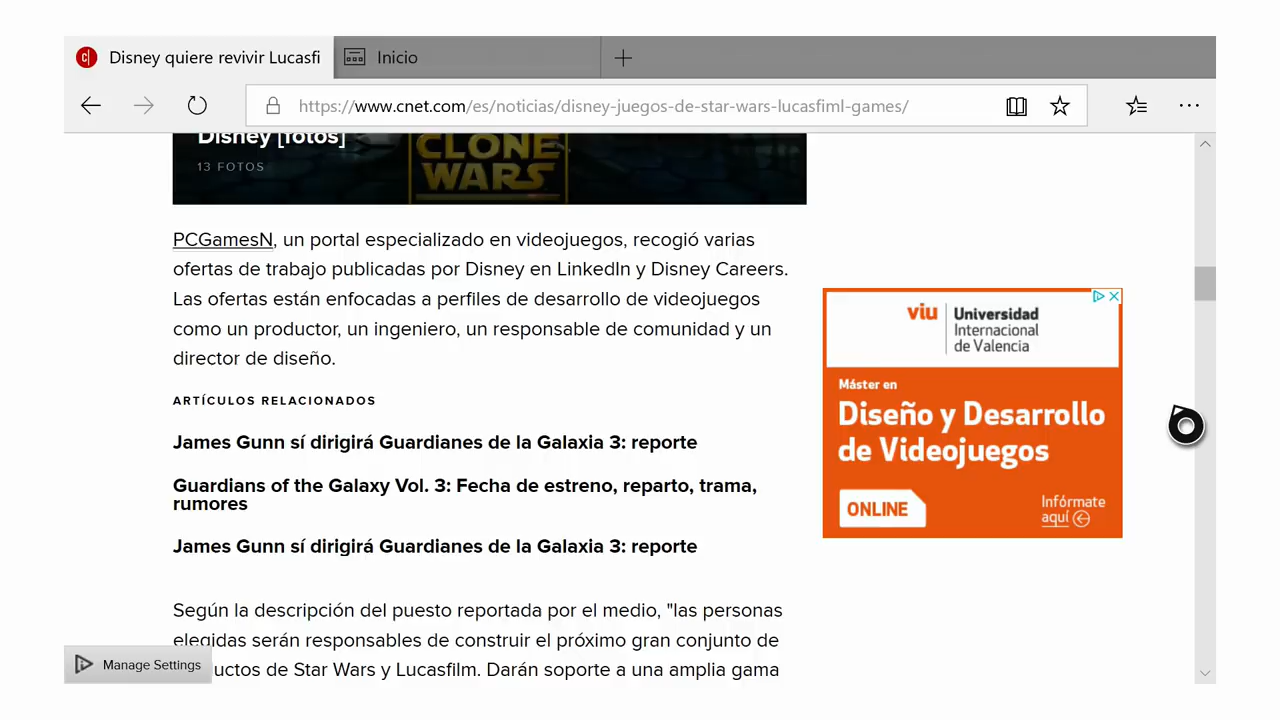 Disney quiere revivir Lucasfi
Inicio
https://www.cnet.com/es/noticias/disney-juegos-de-star-wars-lucasfiml-games/
Disney [fotos]
13 FOTOS
CLONE
WARS
PCGamesN, un portal especializado en videojuegos, recogió varias
ofertas de trabajo publicadas por Disney en LinkedIn y Disney Careers.
Las ofertas están enfocadas a perfiles de desarrollo de videojuegos
como un productor, un ingeniero, un responsable de comunidad y un
director de diseño.
ARTÍCULOS RELACIONADOS
James Gunn sí dirigirá Guardianes de la Galaxia 3: reporte
Guardians of the Galaxy Vol. 3: Fecha de estreno, reparto, trama,
rumores
James Gunn sí dirigirá Guardianes de la Galaxia 3: reporte
Según la descripción del puesto reportada por el medio, "las personas
elegidas serán responsables de construir el próximo gran conjunto de
uctos de Star Wars y Lucasfilm. Darán soporte a una amplia gama
Manage Settings
viu Universidad
Internacional
de Valencia
Máster en
Diseño y Desarrollo
de Videojuegos
ONLINE
Infórmate
aquí